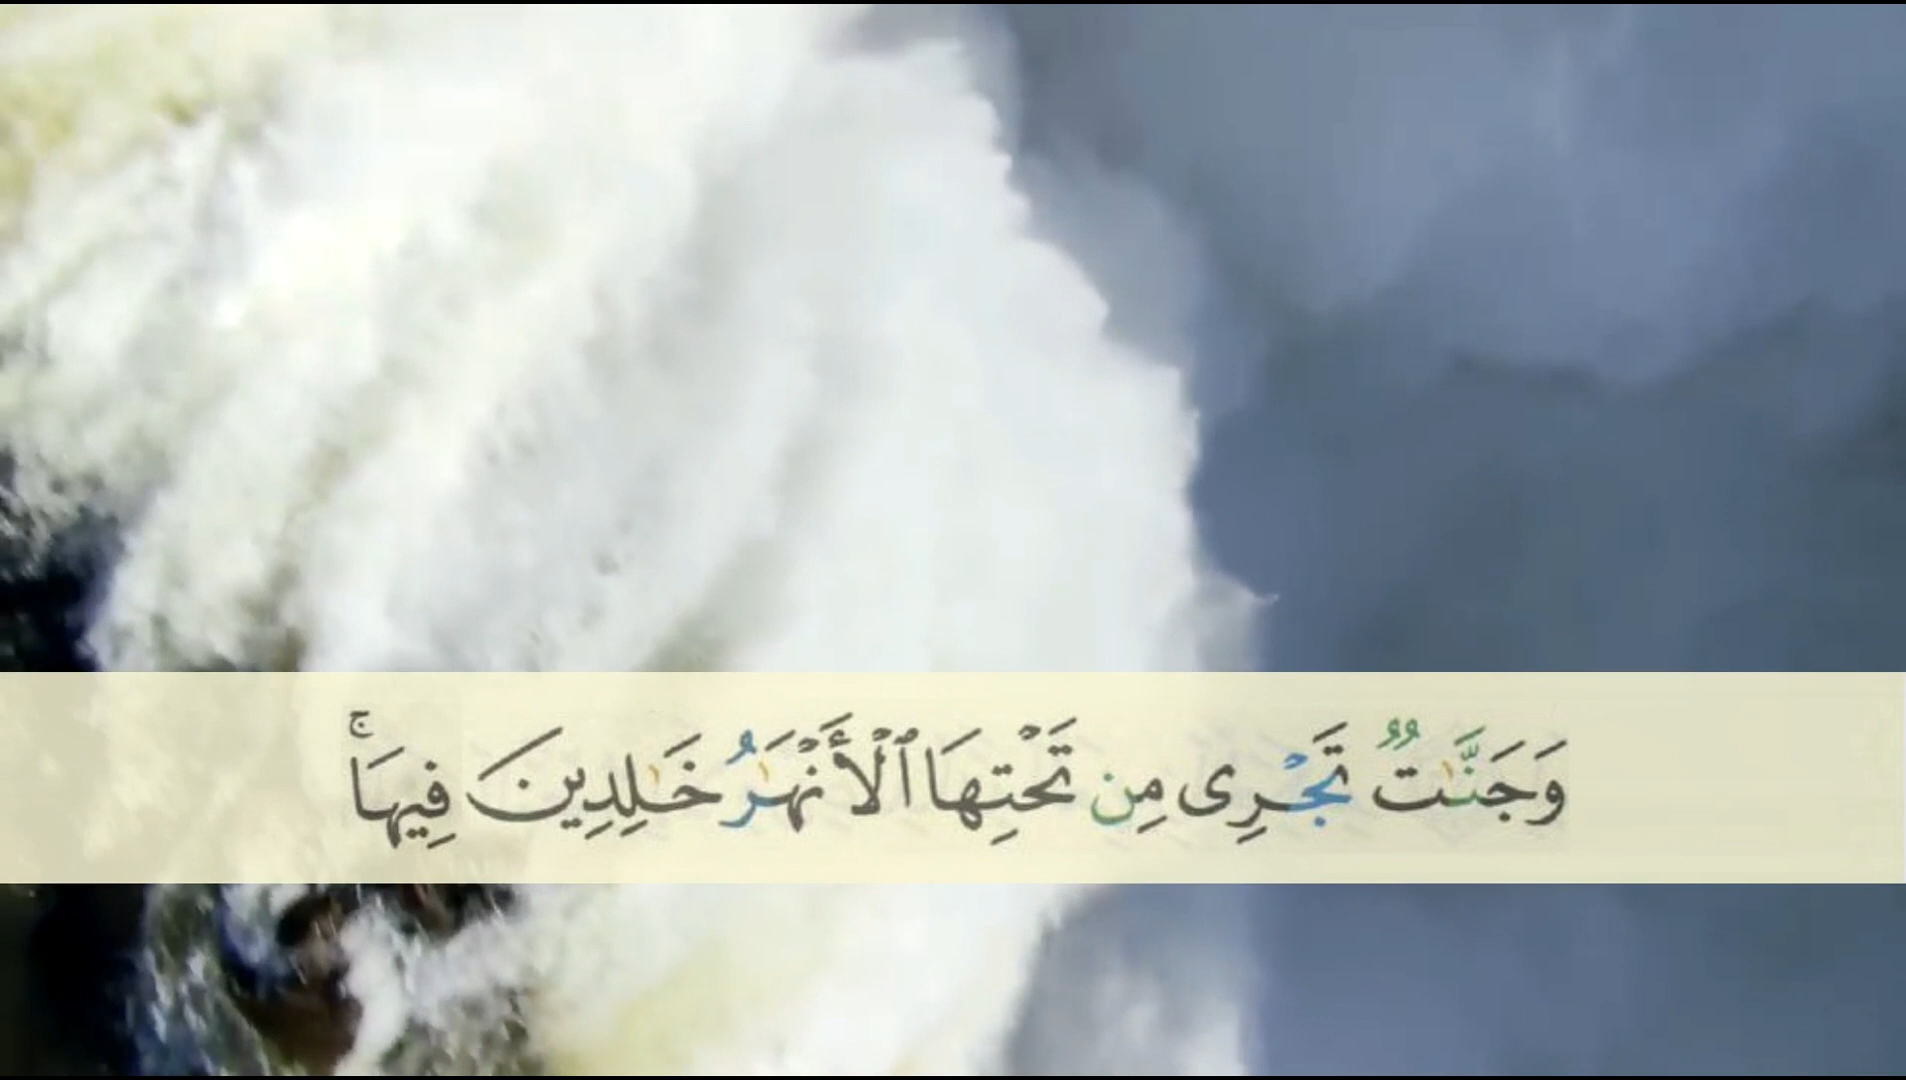 وَجَنَّـٰتٌ تَجْرِى مِن تَحْتِهَا ٱلْأَنْهَـٰرُ خَـٰلِدِينَ فِيهَا ۚ